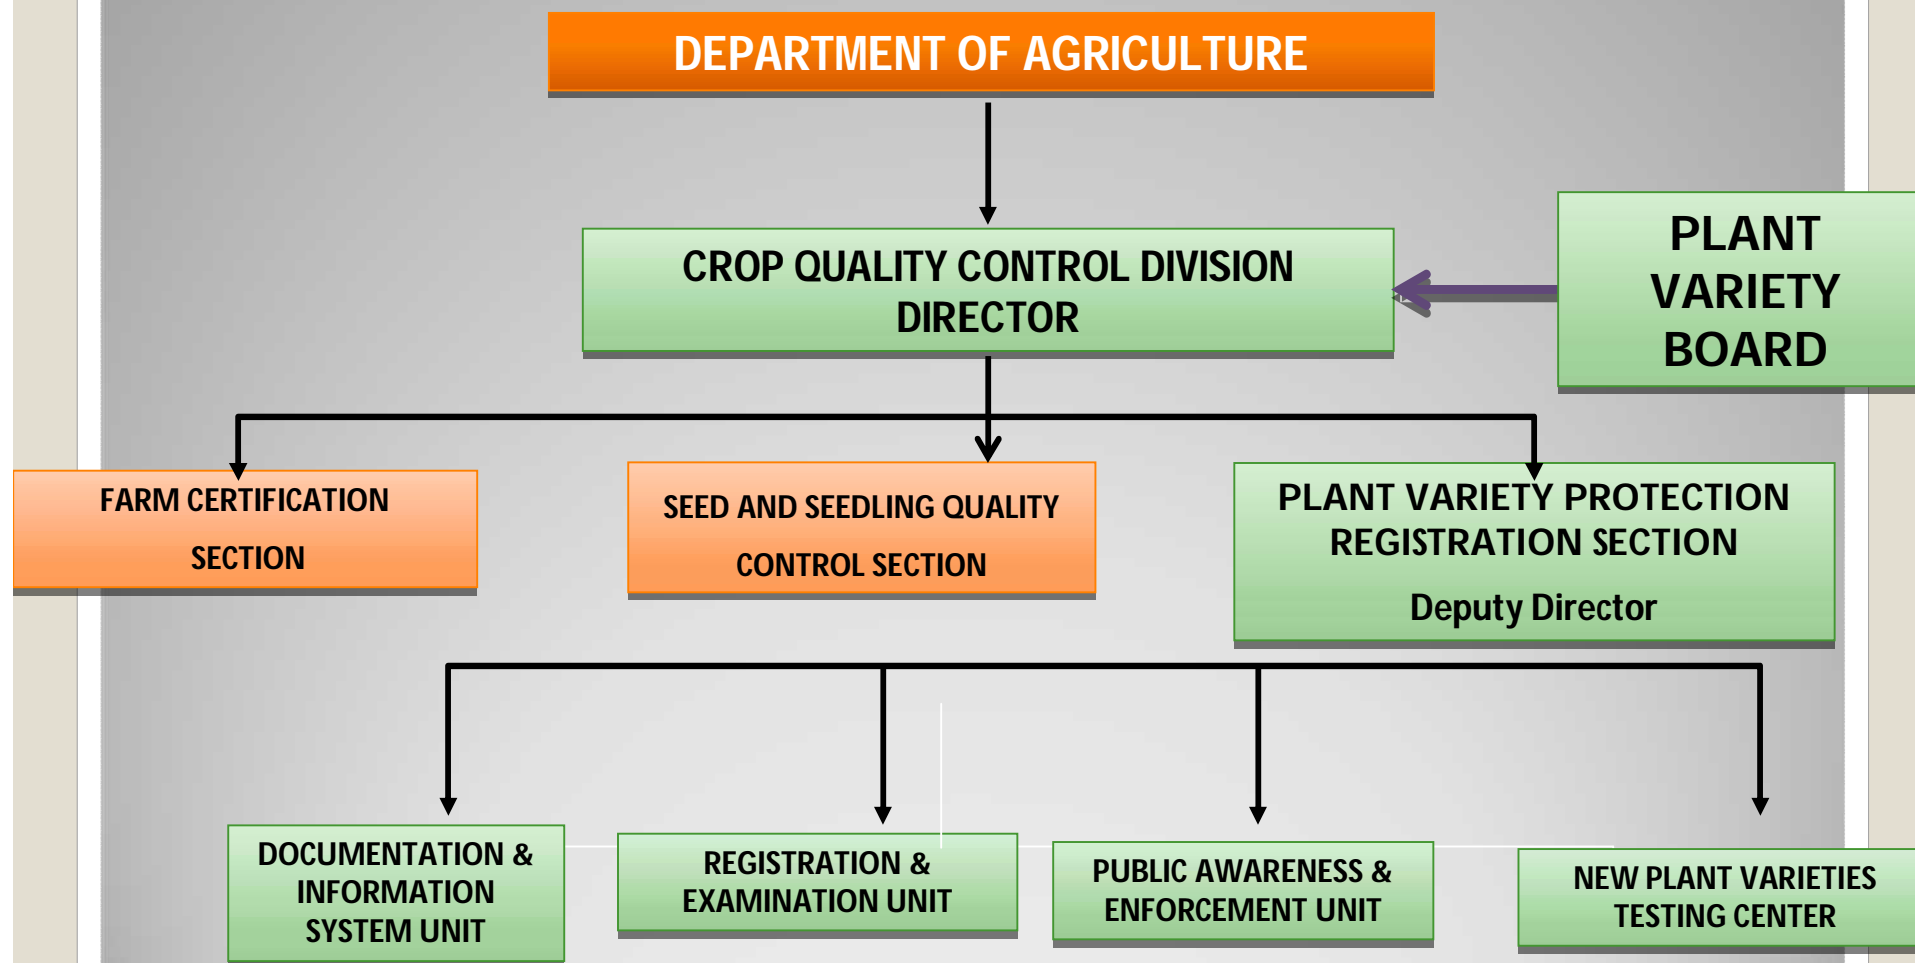 DEPARTMENT OF AGRICULTURE
CROP QUALITY CONTROL DIVISION
DIRECTOR
PLANT
VARIETY
BOARD
FARM CERTIFICATION
SECTION
SEED AND SEEDLING QUALITY
CONTROL SECTION
PLANT VARIETY PROTECTION
REGISTRATION SECTION
Deputy Director
DOCUMENTATION &
INFORMATION
SYSTEM UNIT
REGISTRATION &
EXAMINATION UNIT
PUBLIC AWARENESS &
ENFORCEMENT UNIT
NEW PLANT VARIETIES
TESTING CENTER